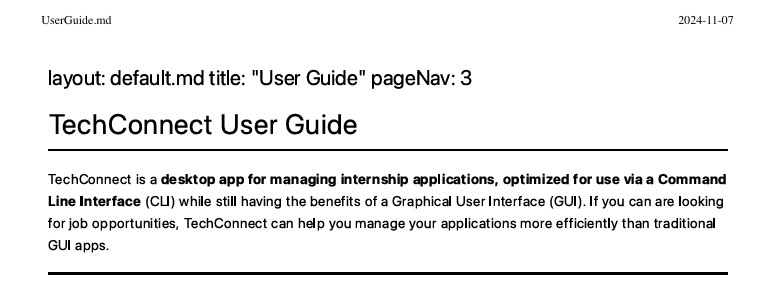 UserGuide.md 2024-11-07
layout: default.md title: "User Guide" pageNav: 3
TechConnect User Guide
TechConnect is a desktop app for managing internship applications, optimized for use via a Command
Line Interface (CLI) while still having the benefits of a Graphical User Interface (GUI). If you can are looking
for job opportunities, TechConnect can help you manage your applications more efficiently than traditional
GUI apps.